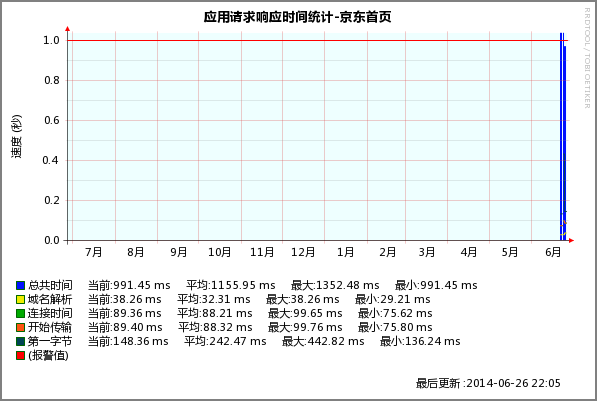 应用请求响应时间统计-京东首页
RRDTOOL / TOBI OETIKER
速度 (秒)
1.0
0.8
0.6
0.4
0.2
0.0
7月 8月 9月 10月 11月 12月 1月 2月 3月 4月 5月 6月
总共时间 当前:991.45 ms 平均:1155.95 ms 最大:1352.48 ms 最小:991.45 ms
域名解析 当前:38.26 ms 平均:32.31 ms 最大:38.26 ms 最小:29.21 ms
连接时间 当前:89.36 ms 平均:88.21 ms 最大:99.65 ms 最小:75.62 ms
开始传输 当前:89.40 ms 平均:88.32 ms 最大:99.76 ms 最小:75.80 ms
第一字节 当前:148.36 ms 平均:242.47 ms 最大:442.82 ms 最小:136.24 ms
(报警值)
最后更新 :2014-06-26 22:05